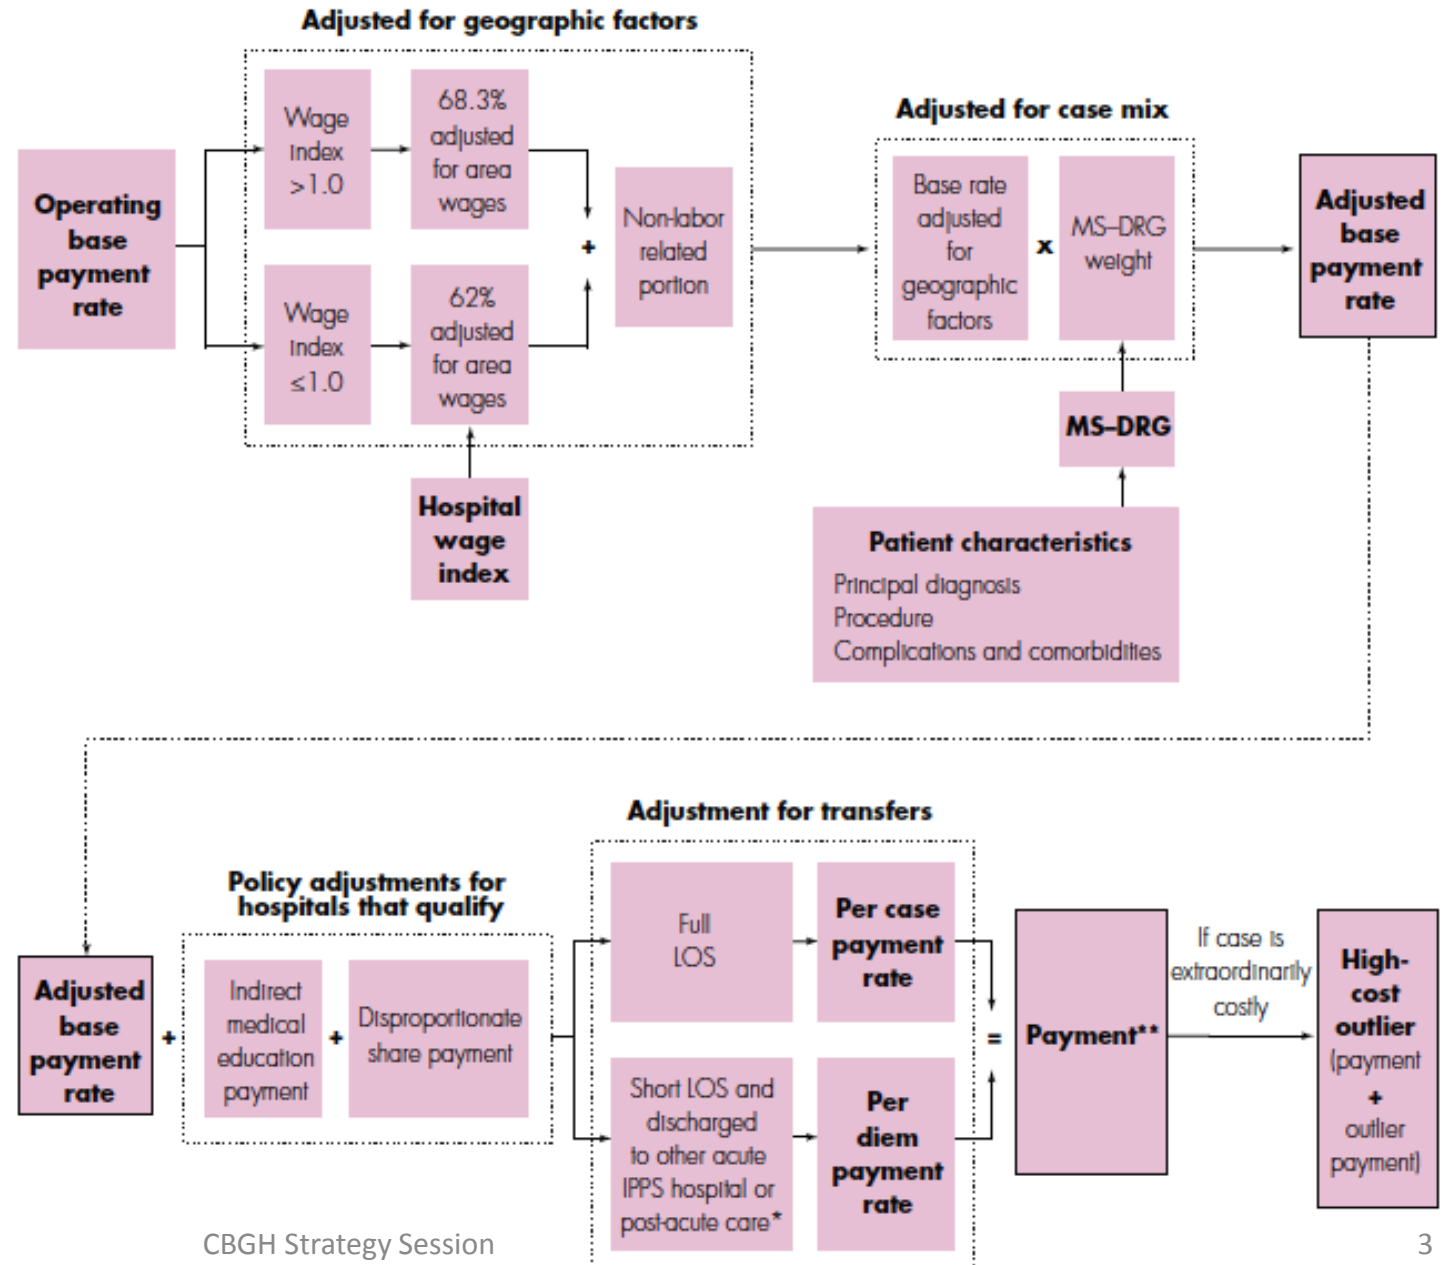 Adjusted for geographic factors
Operating
base
payment
rate
Wage
index
>1.0
68.3%
adjusted
for area
wages
Wage
index
≤1.0
62%
adjusted
for area
wages
+
Non-labor
related
portion
Hospital
wage
index
Adjusted for case mix
Base rate
adjusted
for
geographic
factors
x
MS–DRG
weight
MS–DRG
Patient characteristics
Principal diagnosis
Procedure
Complications and comorbidities
Adjusted
base
payment
rate
Adjusted
base
payment
rate
+
Policy adjustments for
hospitals that qualify
Indirect
medical
education
payment
+
Disproportionate
share payment
Adjustment for transfers
Full
LOS
Per case
payment
rate
Short LOS and
discharged
to other acute
IPPS hospital or
post-acute care*
Per
diem
payment
rate
=
Payment**
If case is
extraordinarily
costly
High-
cost
outlier
(payment
+
outlier
payment)
CBGH Strategy Session
3